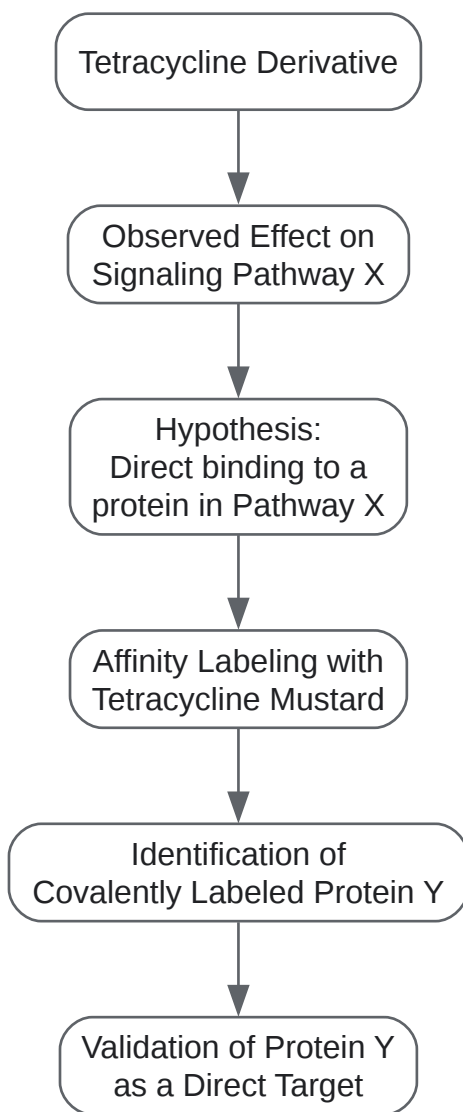 Tetracycline Derivative
Observed Effect on
Signaling Pathway X
Hypothesis:
Direct binding to a
protein in Pathway X
Affinity Labeling with
Tetracycline Mustard
Identification of
Covalently Labeled Protein Y
Validation of Protein Y
as a Direct Target